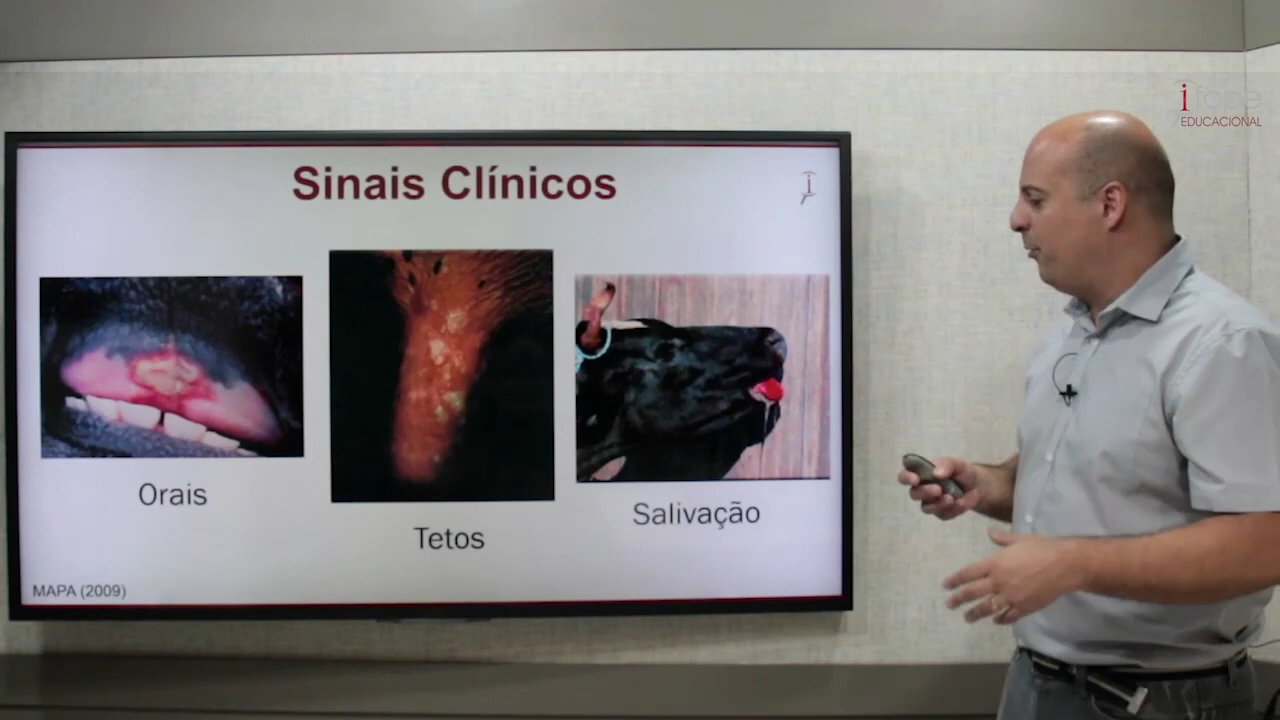 Sinais Clínicos
Orais
Tetos
Salivação
MAPA (2009)
EDUCACIONAL